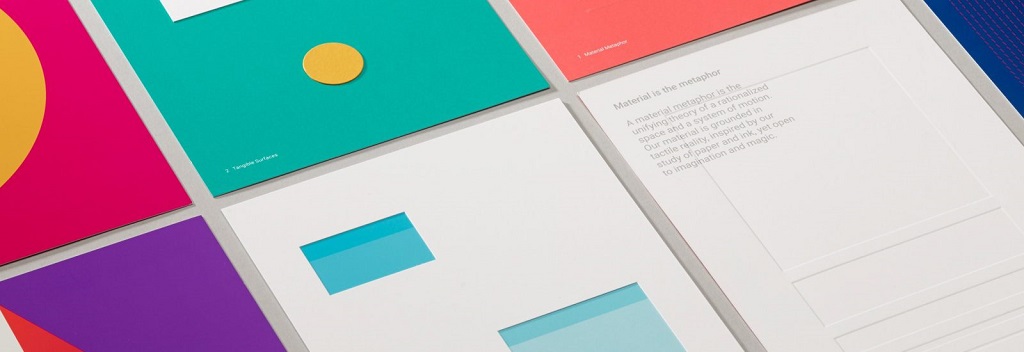 1 Material Metaphor
2 Tangible Surfaces
Material is the metaphor
A material metaphor is the
unifying theory of a rationalized
space and a system of motion.
Our material is grounded in
tactile reality, inspired by our
study of paper and ink, yet open
to imagination and magic.